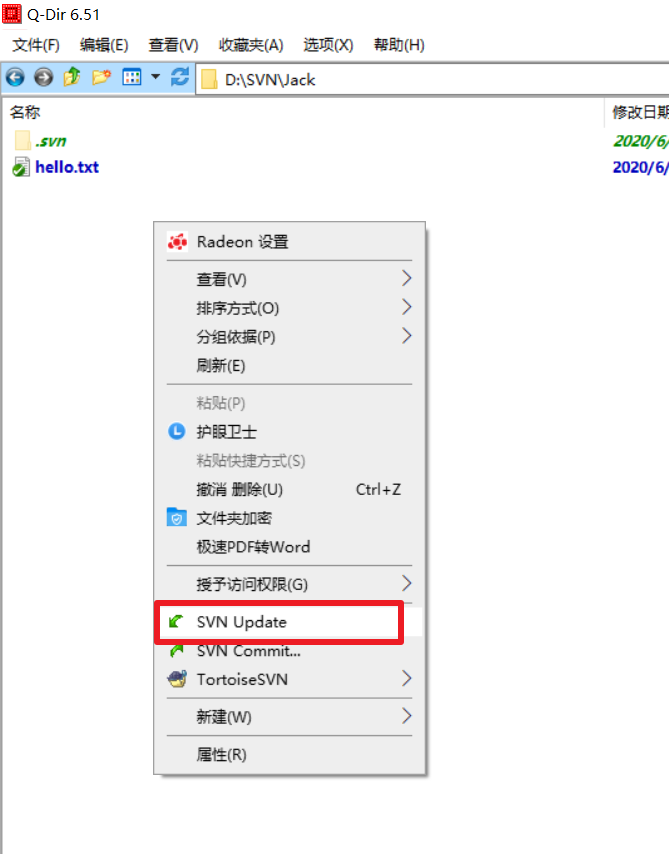 Q-Dir 6.51
文件(F) 编辑(E) 查看(V) 收藏夹(A) 选项(X) 帮助(H)
D:\SVN\Jack
名称 修改日期
.svn 2020/6/
hello.txt 2020/6/
Radeon 设置
查看(V)
排序方式(O)
分组依据(P)
刷新(E)
粘贴(P)
护眼卫士
粘贴快捷方式(S)
撤消 删除(U) Ctrl+Z
文件夹加密
极速PDF转Word
授予访问权限(G)
SVN Update
SVN Commit...
TortoiseSVN
新建(W)
属性(R)